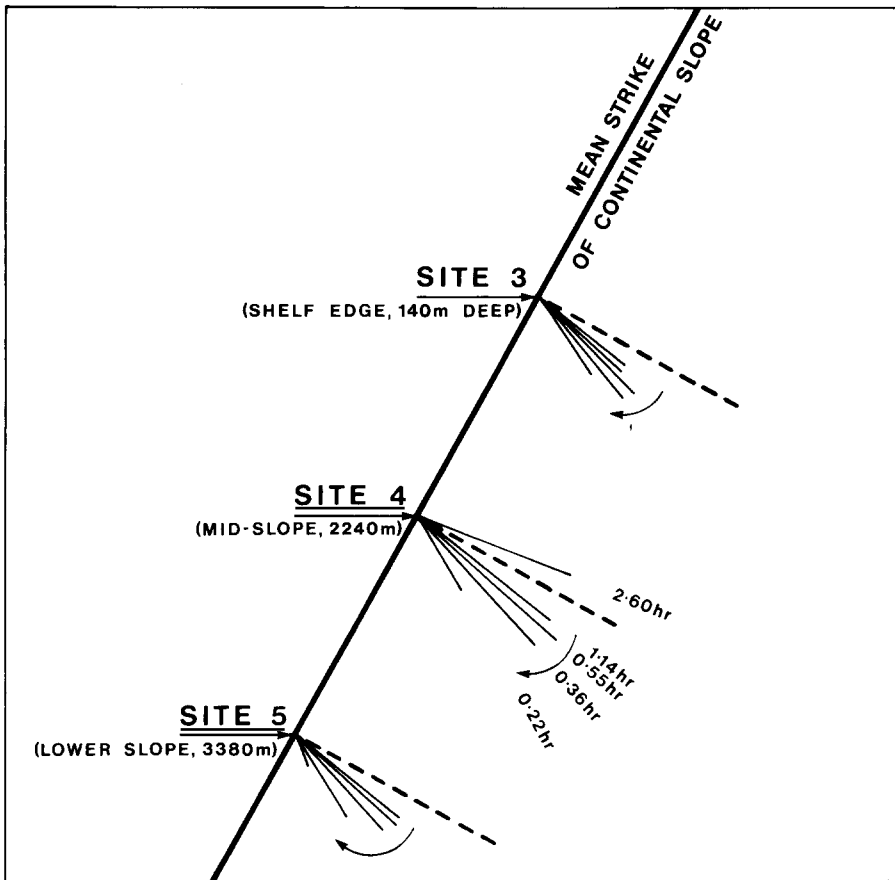 MEAN STRIKE
OF CONTINENTAL SLOPE
SITE 3
(SHELF EDGE, 140m DEEP)
SITE 4
(MID-SLOPE, 2240m)
2·60hr
1·14hr
0·55hr
0·36hr
0·22hr
SITE 5
(LOWER SLOPE, 3380m)